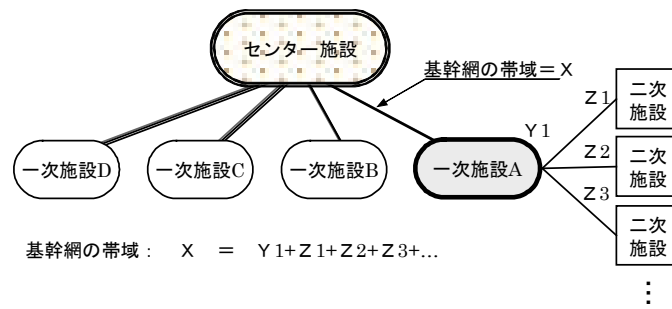 センター施設
基幹網の帯域＝X
Y1
Z1
二次
施設
Z2
二次
施設
Z3
二次
施設
一次施設D
一次施設C
一次施設B
一次施設A
基幹網の帯域： X ＝ Y1+Z1+Z2+Z3+...
⋮